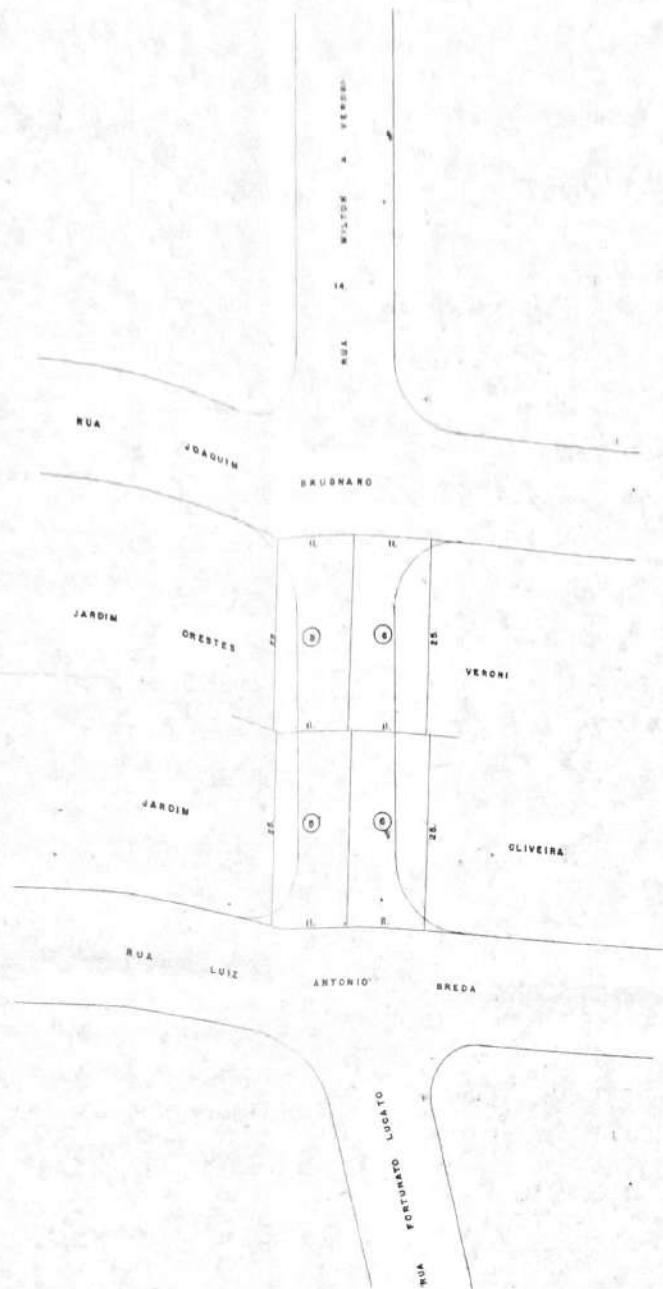 RUA 14. WILTON A VERONI
RUA JOAQUIM BRUGNARO
11. 11.
JARDIM ORESTES VERONI
25. 5 6 25.
11. 11.
JARDIM OLIVEIRA
25. 5 6 25.
11. 11.
RUA LUIZ ANTONIO BREDA
RUA FORTUNATO LUCATO